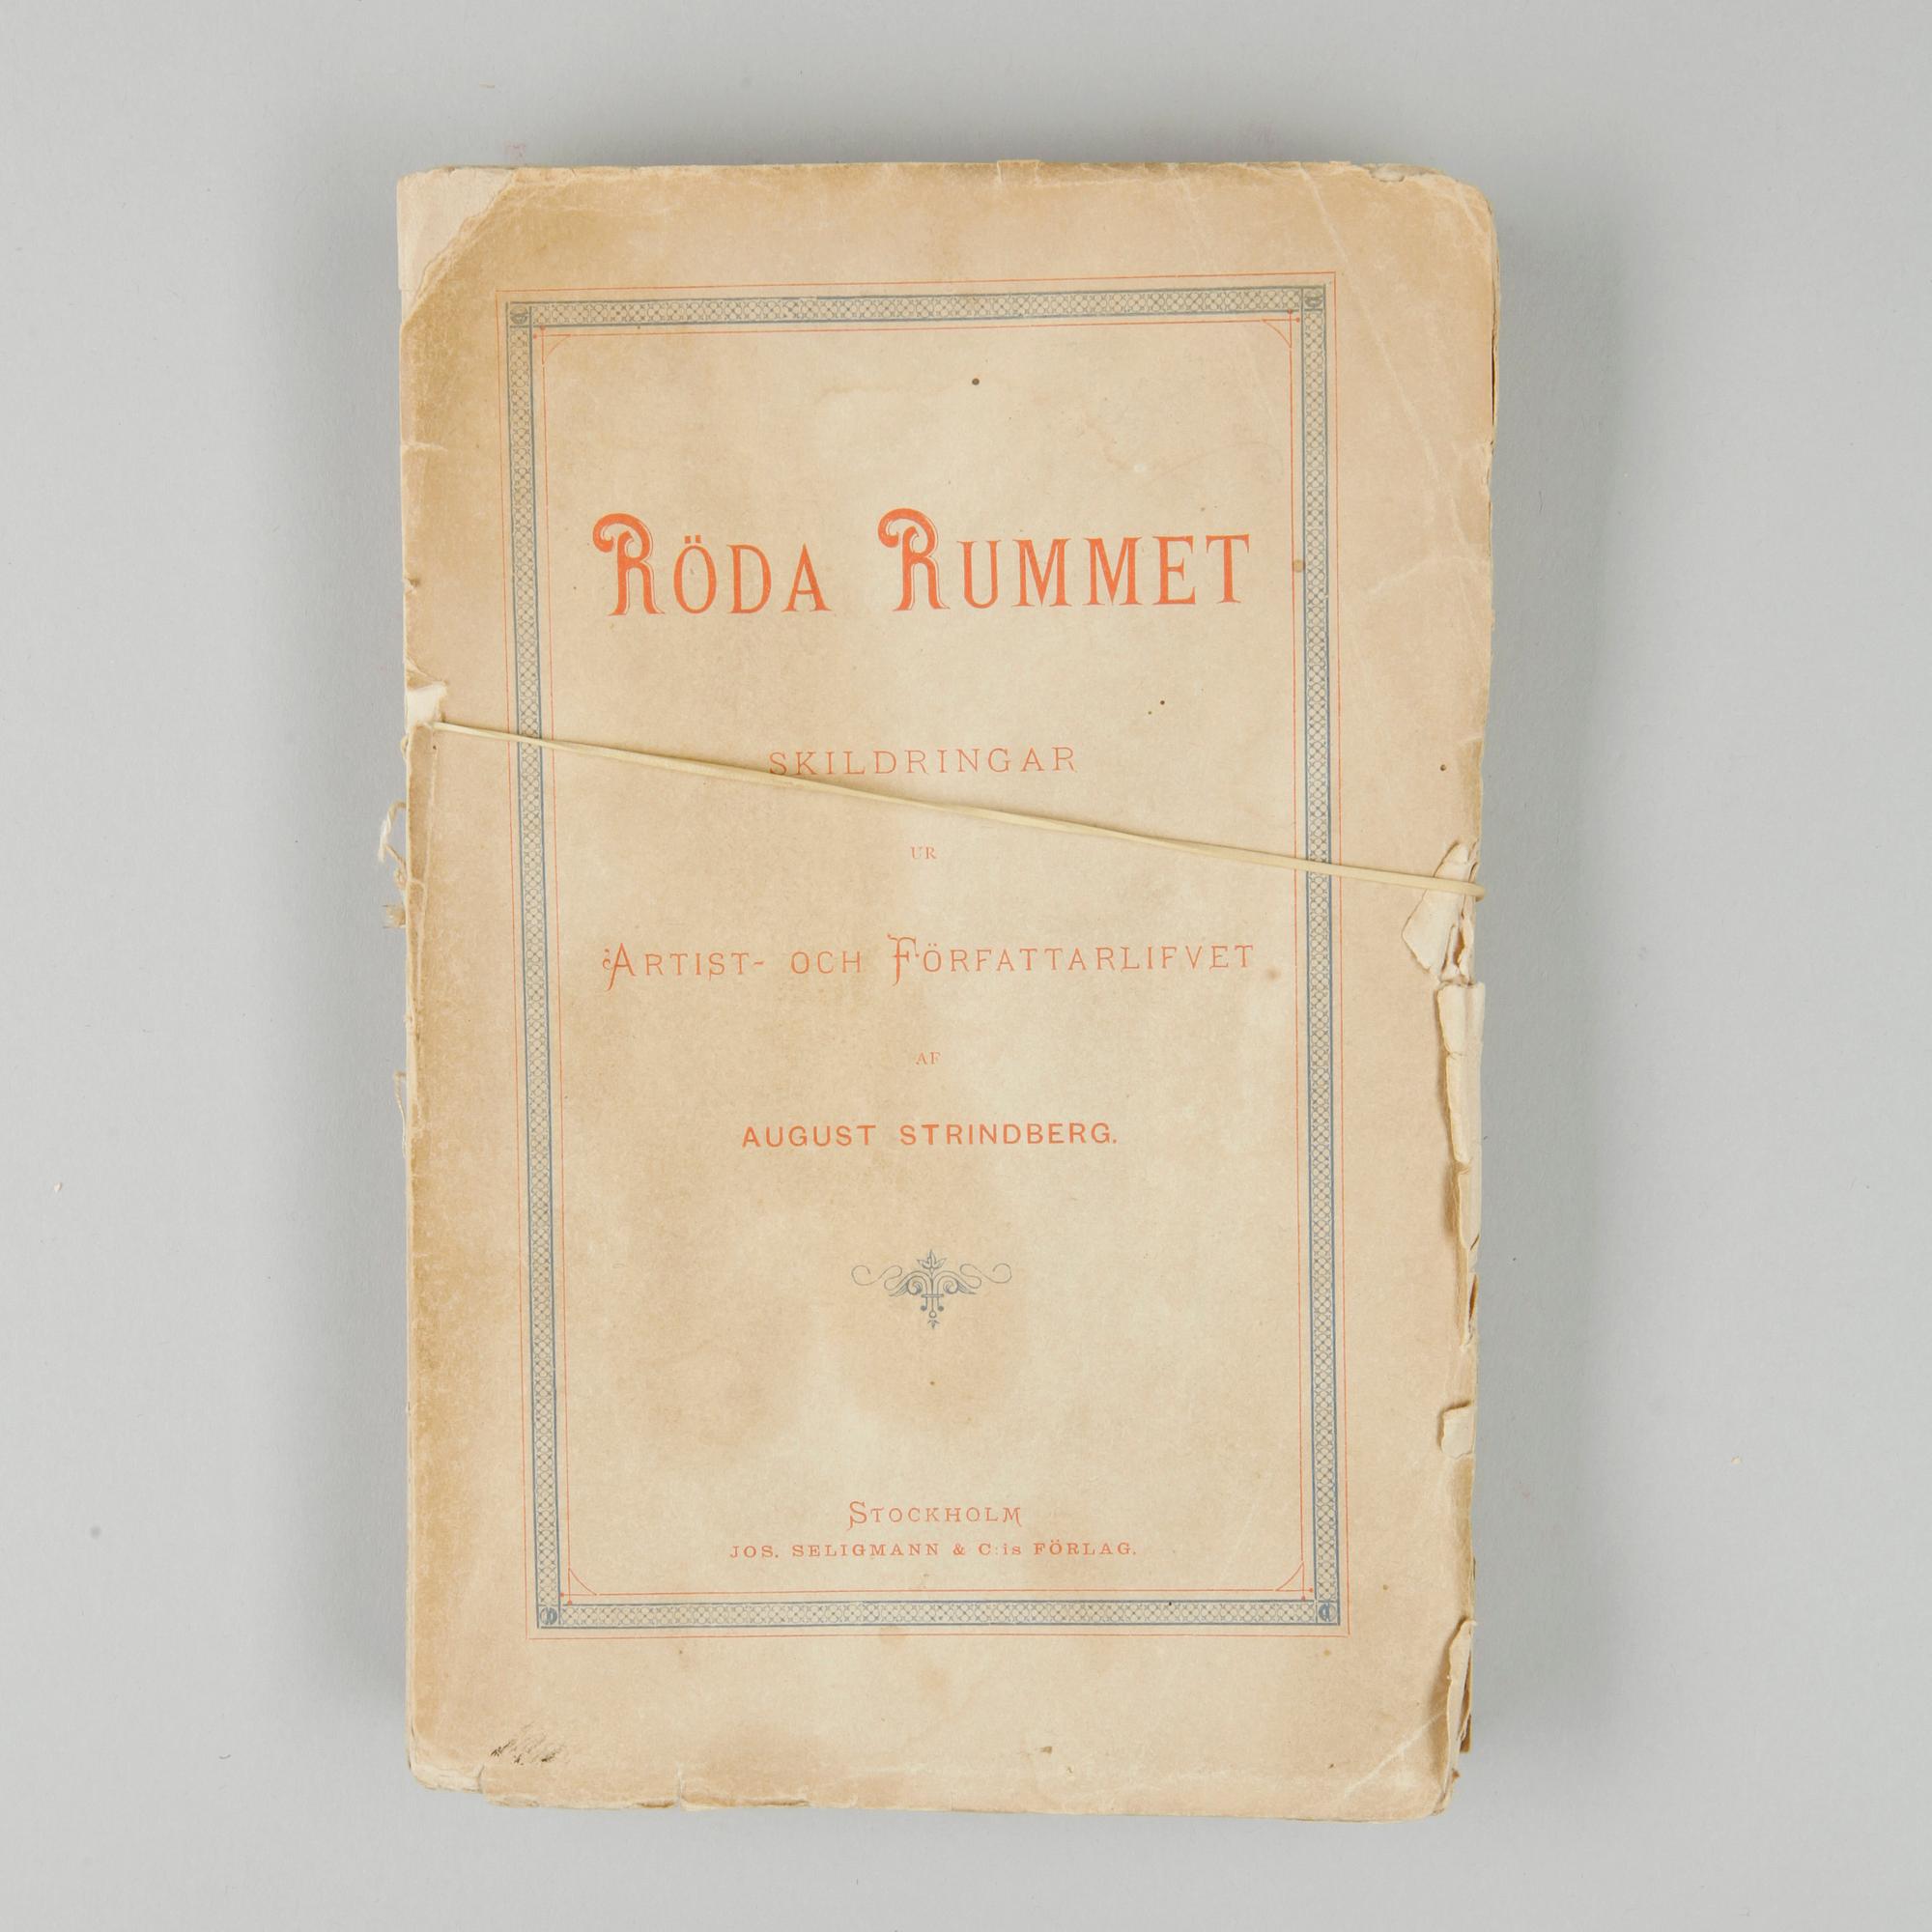 RÖDA RUMMET
SKILDRINGAR
UR
ARTIST- OCH FÖRFATTARLIFVET
AF
AUGUST STRINDBERG.
STOCKHOLM
JOS. SELIGMANN & C:is FÖRLAG.